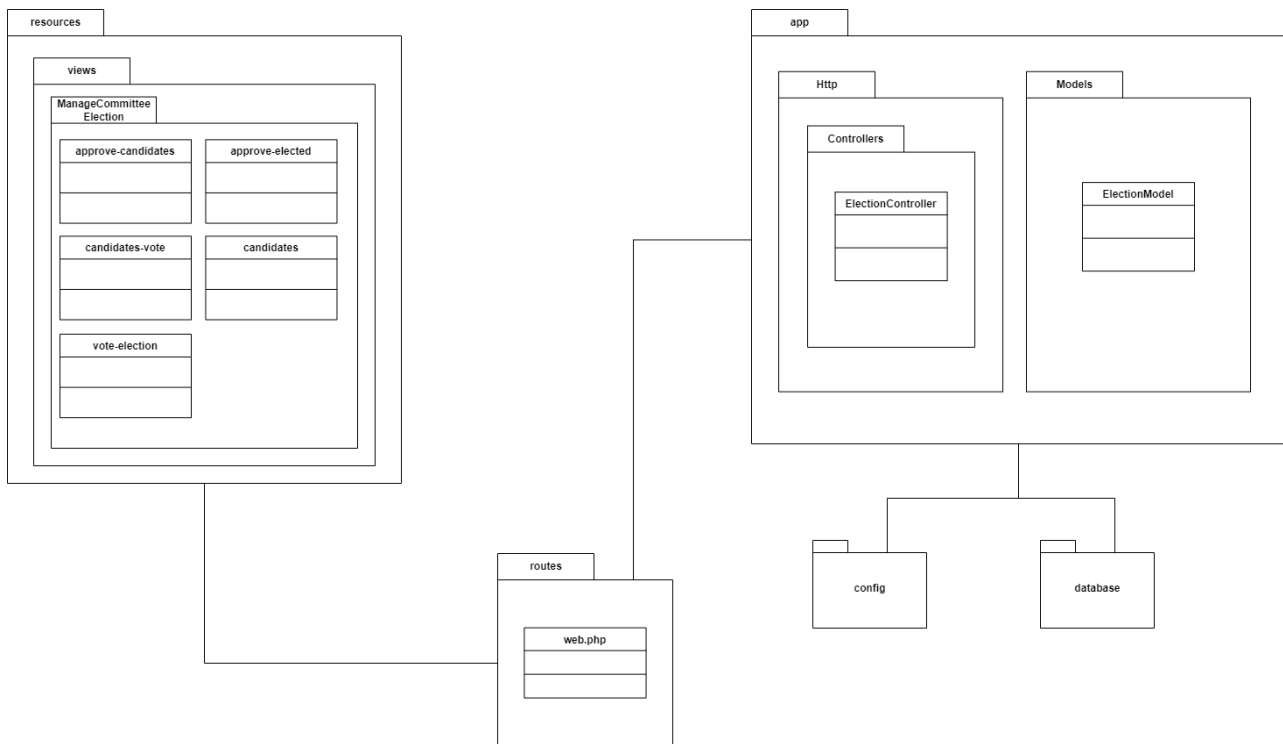 resources
views
ManageCommittee
Election
approve-candidates
approve-elected
candidates-vote
candidates
vote-election
app
Http
Models
Controllers
ElectionController
ElectionModel
routes
web.php
config
database